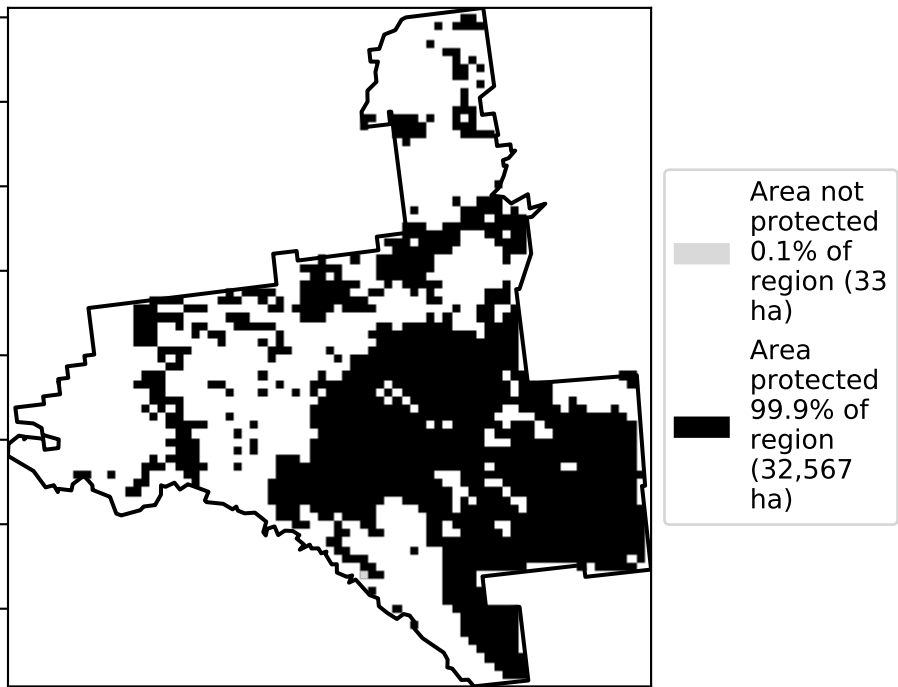 Area not
protected
0.1% of
region (33
ha)
Area
protected
99.9% of
region
(32,567
ha)